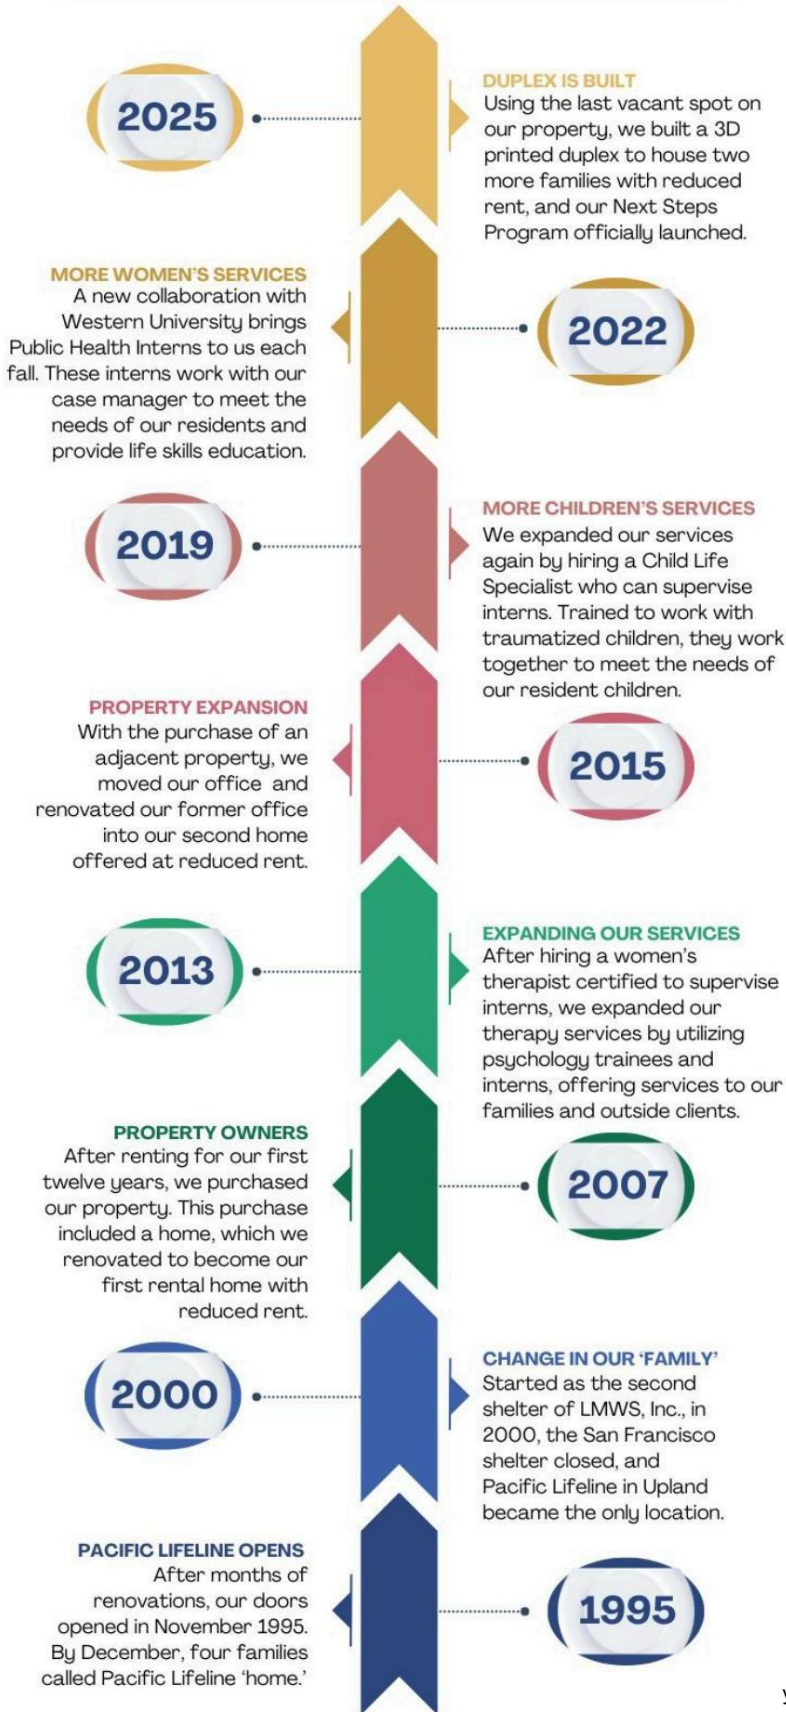 2025
DUPLEX IS BUILT
Using the last vacant spot on
our property, we built a 3D
printed duplex to house two
more families with reduced
rent, and our Next Steps
Program officially launched.
MORE WOMEN'S SERVICES
A new collaboration with
Western University brings
Public Health Interns to us each
fall. These interns work with our
case manager to meet the
needs of our residents and
provide life skills education.
2022
2019
MORE CHILDREN'S SERVICES
We expanded our services
again by hiring a Child Life
Specialist who can supervise
interns. Trained to work with
traumatized children, they work
together to meet the needs of
our resident children.
PROPERTY EXPANSION
With the purchase of an
adjacent property, we
moved our office and
renovated our former office
into our second home
offered at reduced rent.
2015
2013
EXPANDING OUR SERVICES
After hiring a women's
therapist certified to supervise
interns, we expanded our
therapy services by utilizing
psychology trainees and
interns, offering services to our
families and outside clients.
PROPERTY OWNERS
After renting for our first
twelve years, we purchased
our property. This purchase
included a home, which we
renovated to become our
first rental home with
reduced rent.
2007
2000
CHANGE IN OUR ‘FAMILY’
Started as the second
shelter of LMWS, Inc., in
2000, the San Francisco
shelter closed, and
Pacific Lifeline in Upland
became the only location.
PACIFIC LIFELINE OPENS
After months of
renovations, our doors
opened in November 1995.
By December, four families
called Pacific Lifeline ‘home.’
1995